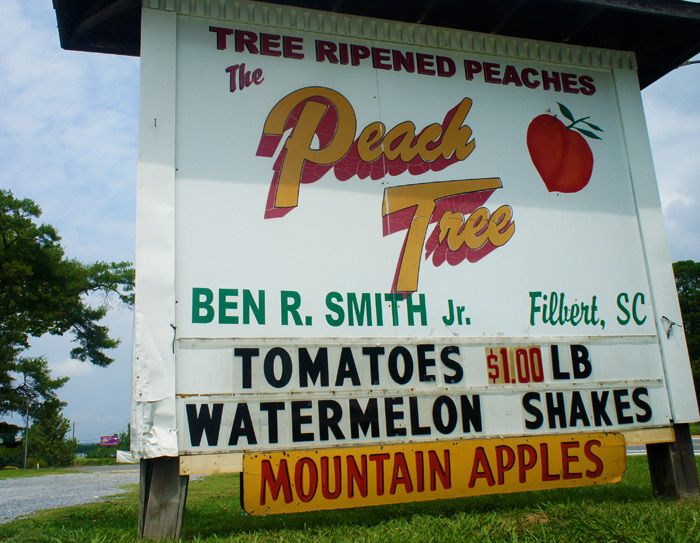 TREE RIPENED PEACHES
The
Peach
Tree
BEN R. SMITH Jr. Filbert, SC
TOMATOES $1.00 LB
WATERMELON SHAKES
MOUNTAIN APPLES